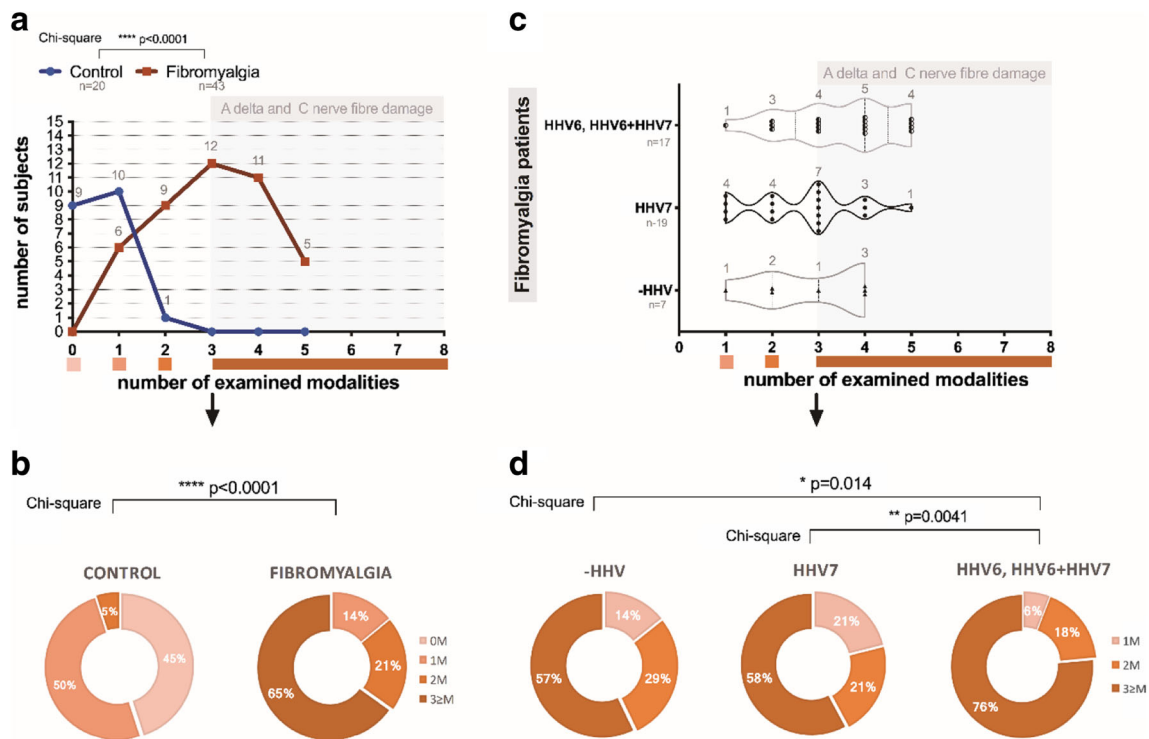 a
Chi-square **** p<0.0001
Control Fibromyalgia
n=20 n=43
A delta and C nerve fibre damage
number of subjects
15
14
13
12
11
10
9
8
7
6
5
4
3
2
1
0
9 10 1
6 9 12 11 5
0 1 2 3 4 5 6 7 8
number of examined modalities
b
Chi-square **** p<0.0001
CONTROL FIBROMYALGIA
5% 45% 50%
14% 21% 65%
0M
1M
2M
3≥M
c
Fibromyalgia patients
A delta and C nerve fibre damage
HHV6, HHV6+HHV7
n=17
1 3 4 5 4
HHV7
n-19
4 4 7 3 1
-HHV
n=7
1 2 1 3
0 1 2 3 4 5 6 7 8
number of examined modalities
d
Chi-square * p=0.014
Chi-square ** p=0.0041
-HHV HHV7 HHV6, HHV6+HHV7
14% 29% 57%
21% 21% 58%
6% 18% 76%
1M
2M
3≥M